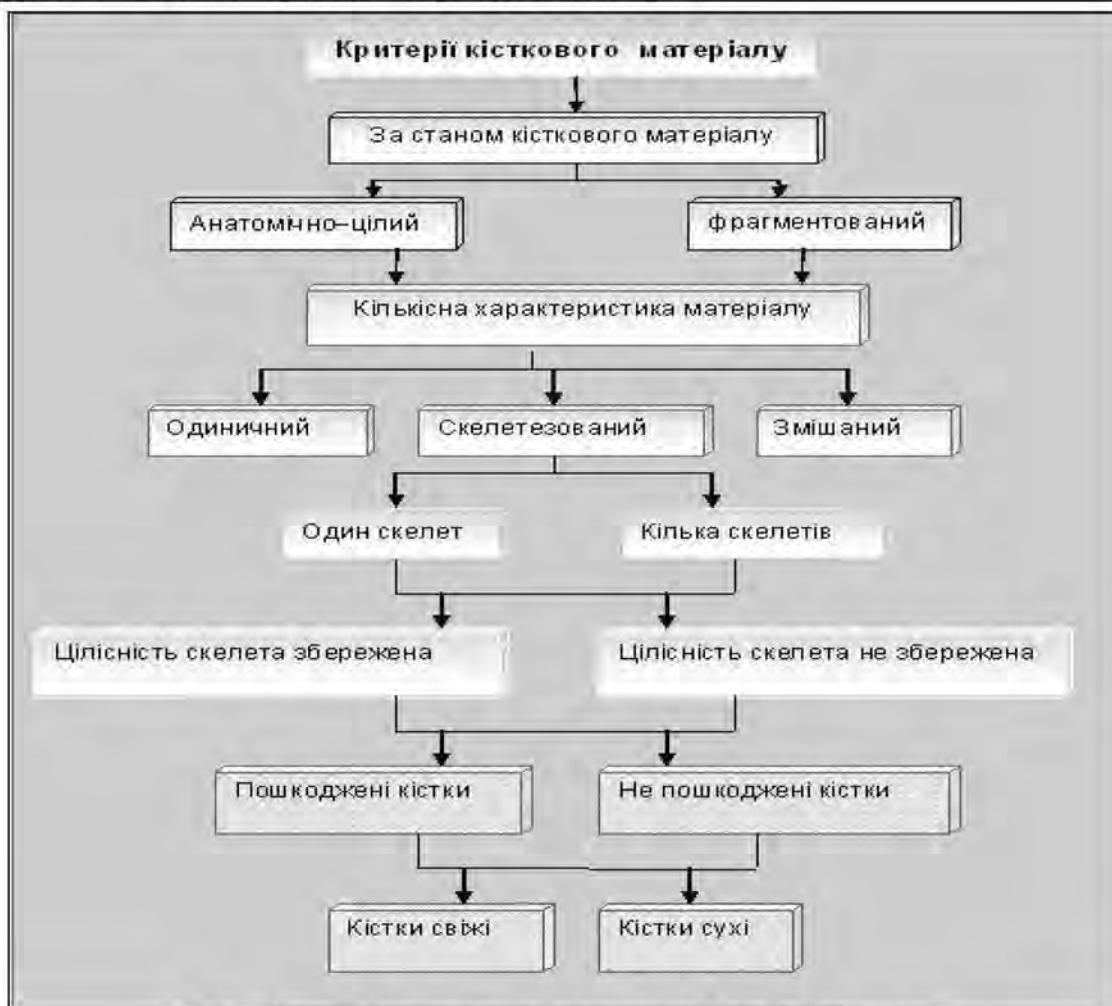 Критерії кісткового матеріалу
За станом кісткового матеріалу
Анатомічно–цілий
фрагментований
Кількісна характеристика матеріалу
Одиничний
Скелетезований
Змішаний
Один скелет
Кілька скелетів
Цілісність скелета збережена
Цілісність скелета не збережена
Пошкоджені кістки
Не пошкоджені кістки
Кістки свіжі
Кістки сухі